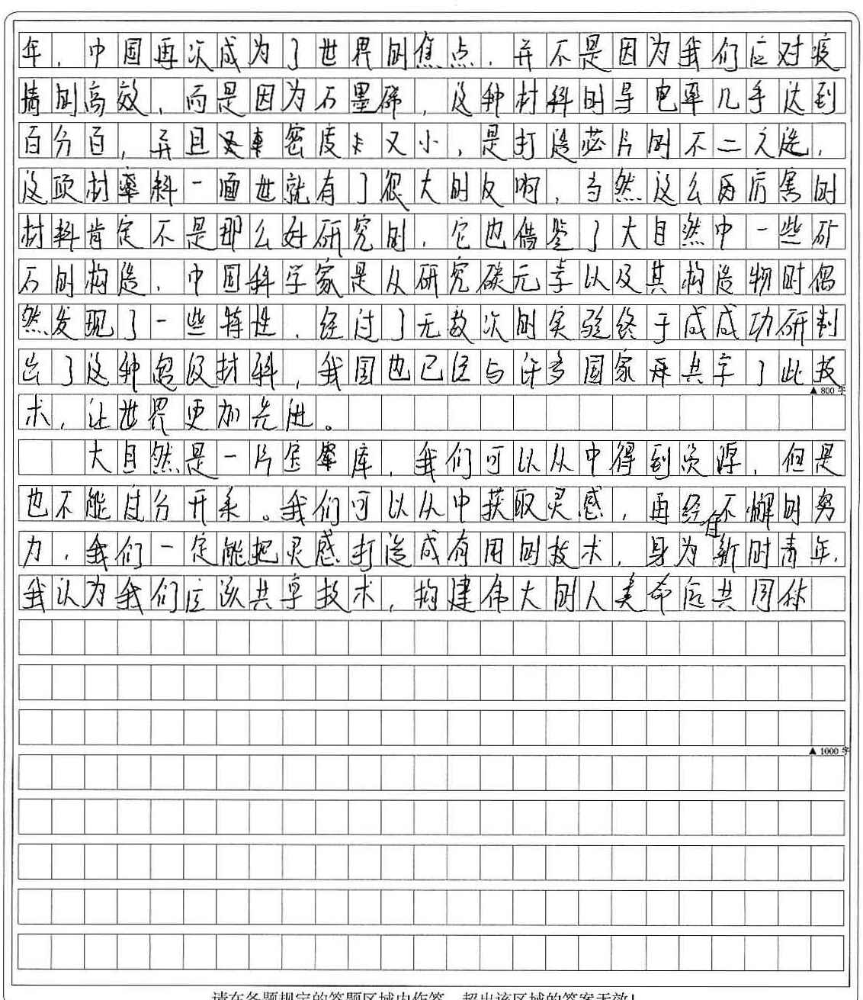 年，中国再次成为了世界的焦点，并不是因为我们应对疫
情的高效，而是因为石墨稀，这种材料的导电率几乎达到
百分百，并且密度又小，是打造芯片的不二之选，
这项材料一面世就有了很大的反响，当然这么厉害的
材料肯定不是那么好研究的，它也借鉴了大自然中一些矿
石的构造，中国科学家是从研究碳元素以及其构造物时偶
然发现了一些特性，经过了无数次的实验终于成成功研制
出了这种超级材料，我国也已经与许多国家共享了此技
▲800字
术，让世界更加先进。
大自然是一片宝库，我们可以从中得到资源，但是
也不能过分开采。我们可以从中获取灵感，再经不懈的努
力，我们一定能把灵感打造成有用的技术，身为新时青年，
我认为我们应该共享技术，构建伟大的人类命运共同体
▲1000字
请在各题规定的答题区域内作答，超出该区域的答案无效！